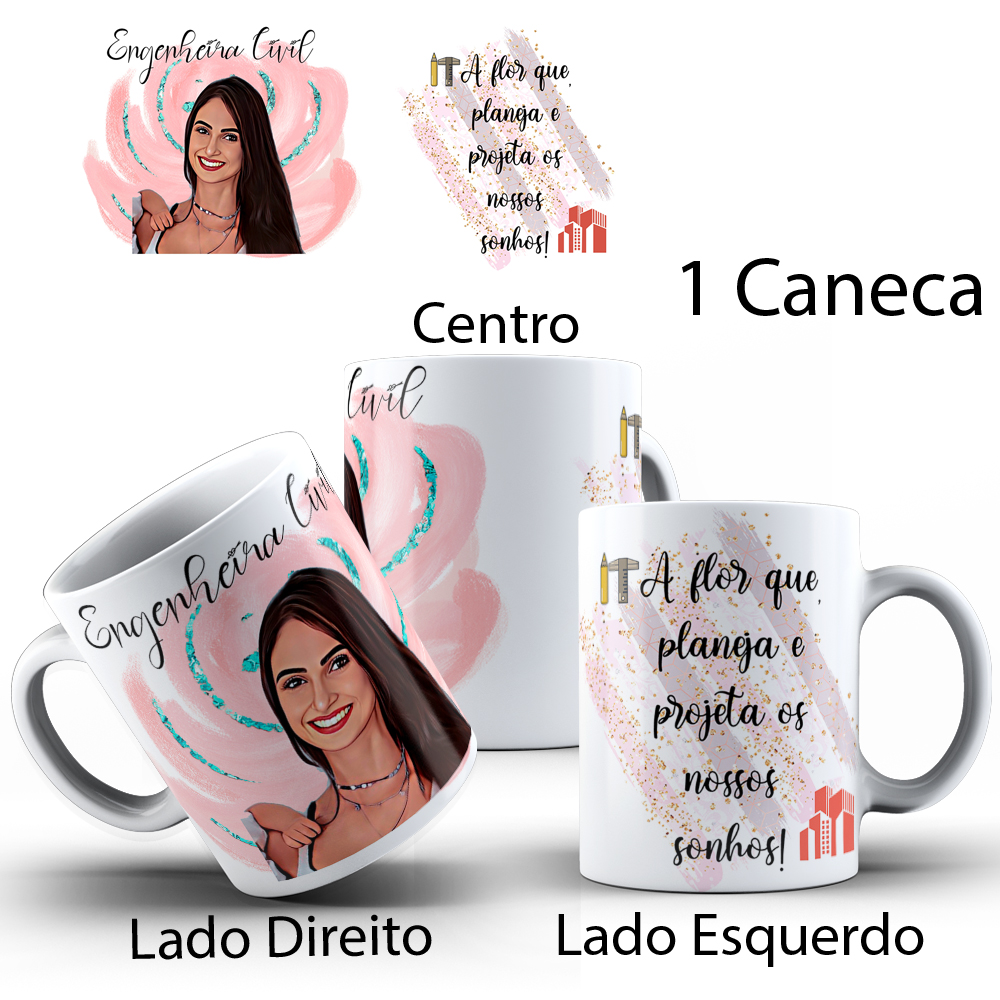 Engenheira Civil
A flor que,
planeja e
projeta os
nossos
sonhos!
1 Caneca
Centro
Civil
Engenheira Civil
A flor que,
planeja e
projeta os
nossos
sonhos!
Lado Direito
Lado Esquerdo